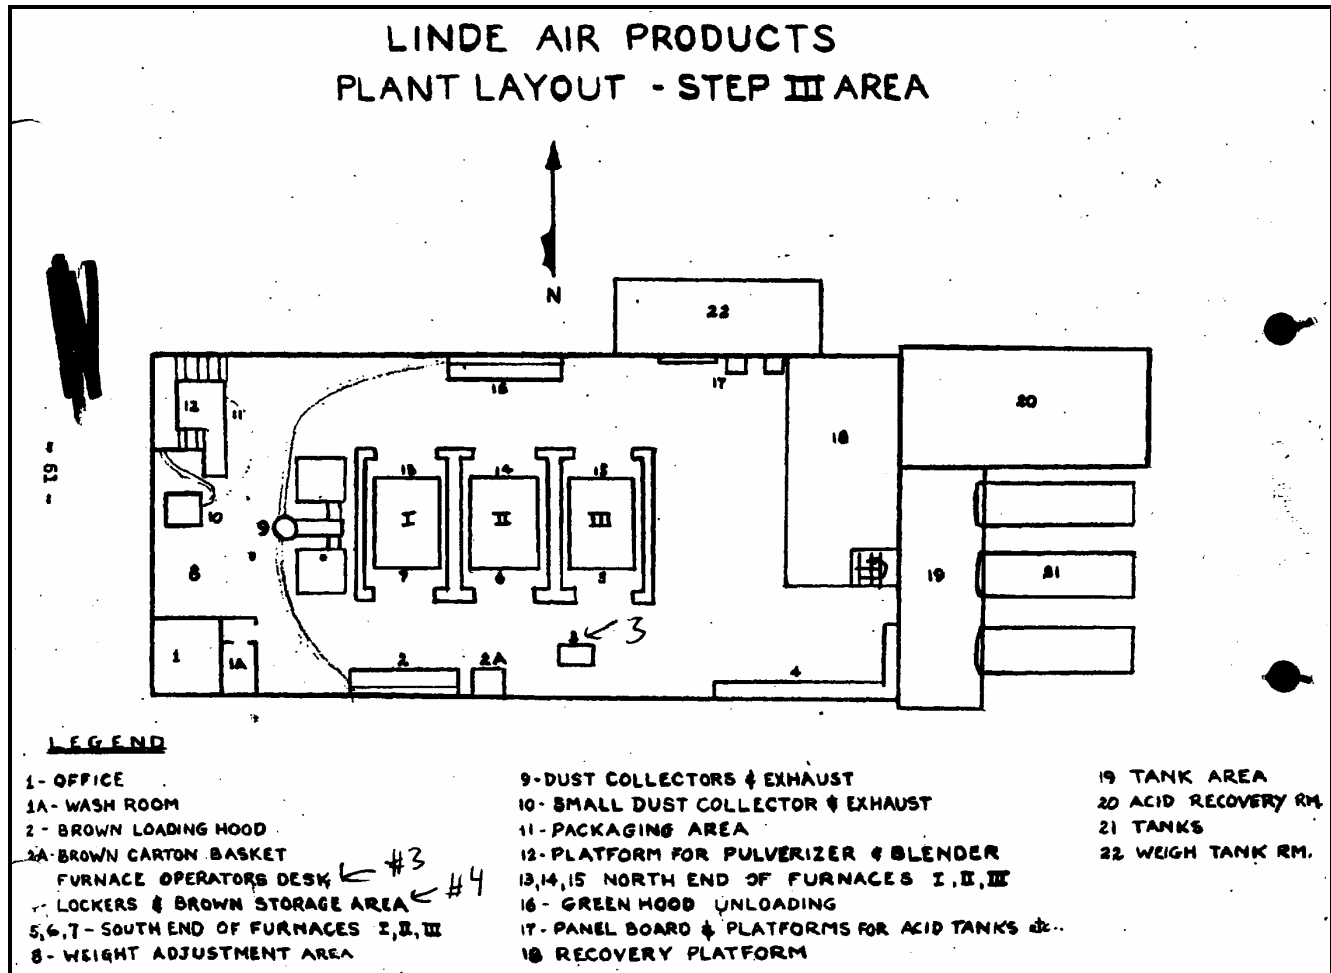 LINDE AIR PRODUCTS
PLANT LAYOUT - STEP III AREA
N
22
12
11
16
17
18
20
10
9
8
13
14
15
I
II
III
7
6
5
19
21
1
1A
2
2A
3
3
4
- 61 -
LEGEND
1 - OFFICE
1A - WASH ROOM
2 - BROWN LOADING HOOD
2A - BROWN CARTON BASKET
FURNACE OPERATORS DESK #3
- LOCKERS & BROWN STORAGE AREA #4
5,6,7 - SOUTH END OF FURNACES I, II, III
8 - WEIGHT ADJUSTMENT AREA
9 - DUST COLLECTORS & EXHAUST
10 - SMALL DUST COLLECTOR & EXHAUST
11 - PACKAGING AREA
12 - PLATFORM FOR PULVERIZER & BLENDER
13,14,15 NORTH END OF FURNACES I, II, III
16 - GREEN HOOD UNLOADING
17 - PANEL BOARD & PLATFORMS FOR ACID TANKS etc..
18 RECOVERY PLATFORM
19 TANK AREA
20 ACID RECOVERY RM.
21 TANKS
22 WEIGH TANK RM.